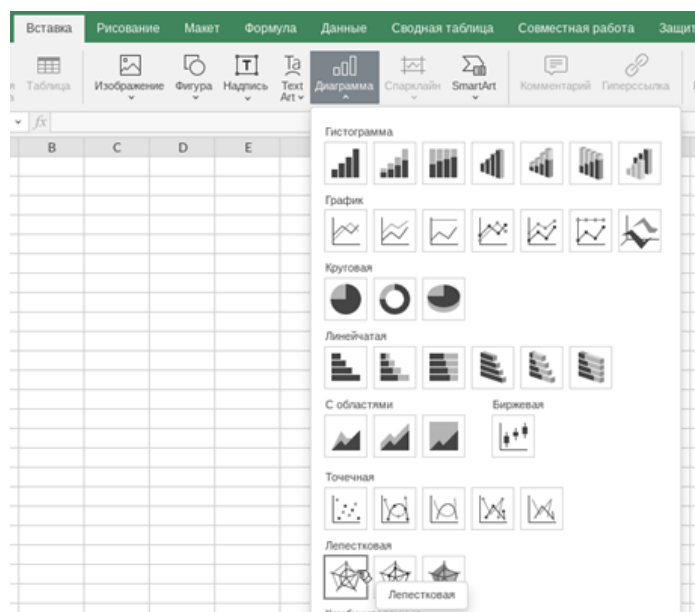 Вставка Рисование Макет Формула Данные Сводная таблица Совместная работа Защит
Таблица Изображение Фигура Надпись Text Art Диаграмма Спарклайн SmartArt Комментарий Гиперссылка
fx
B C D E
Гистограмма
График
Круговая
Линейчатая
С областями Биржевая
Точечная
Лепестковая
Лепестковая